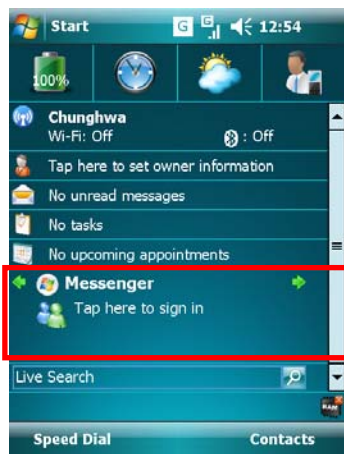 Start G G 12:54
100%
Chunghwa
Wi-Fi: Off : Off
Tap here to set owner information
No unread messages
No tasks
No upcoming appointments
Messenger
Tap here to sign in
Live Search
RAM
Speed Dial Contacts